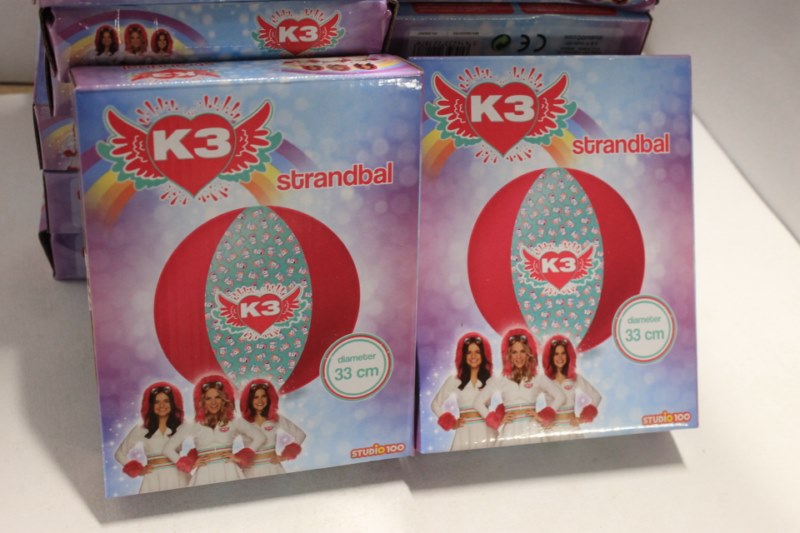 K3
K3
strandbal
K3
diameter
33 cm
STUDIO 100
K3
strandbal
K3
diameter
33 cm
STUDIO 100